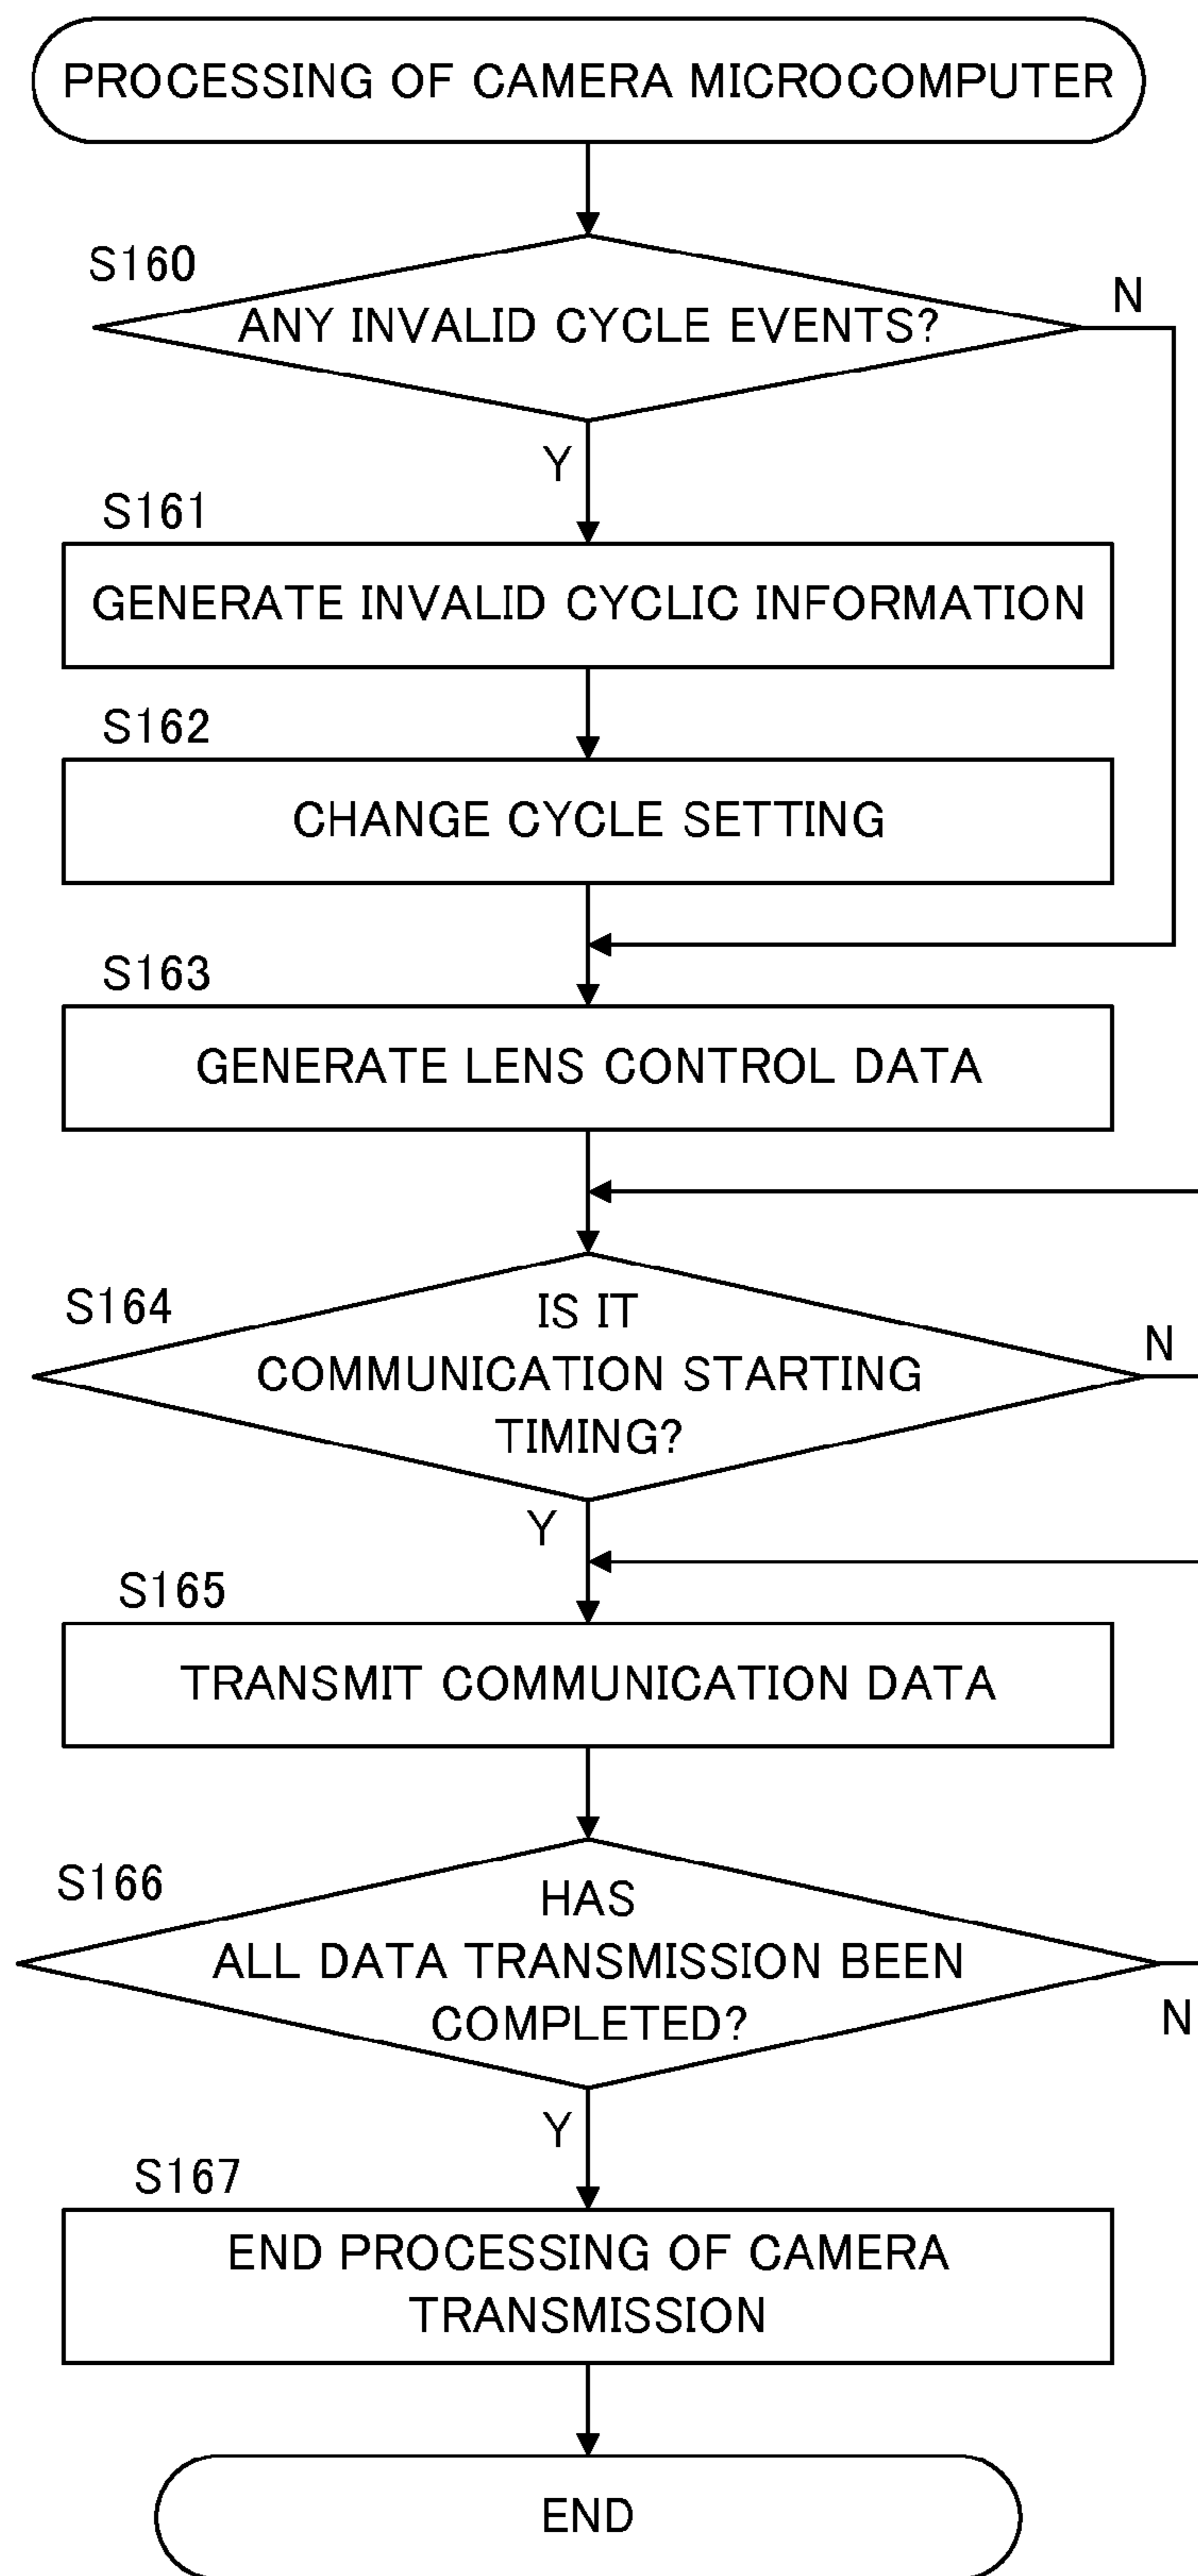 PROCESSING OF CAMERA MICROCOMPUTER
S160
N
ANY INVALID CYCLE EVENTS?
Y
S161
GENERATE INVALID CYCLIC INFORMATION
S162
CHANGE CYCLE SETTING
S163
GENERATE LENS CONTROL DATA
S164
IS IT
N
COMMUNICATION STARTING
TIMING?
Y
S165
TRANSMIT COMMUNICATION DATA
S166
HAS
ALL DATA TRANSMISSION BEEN
COMPLETED?
N
Y
S167
END PROCESSING OF CAMERA
TRANSMISSION
END